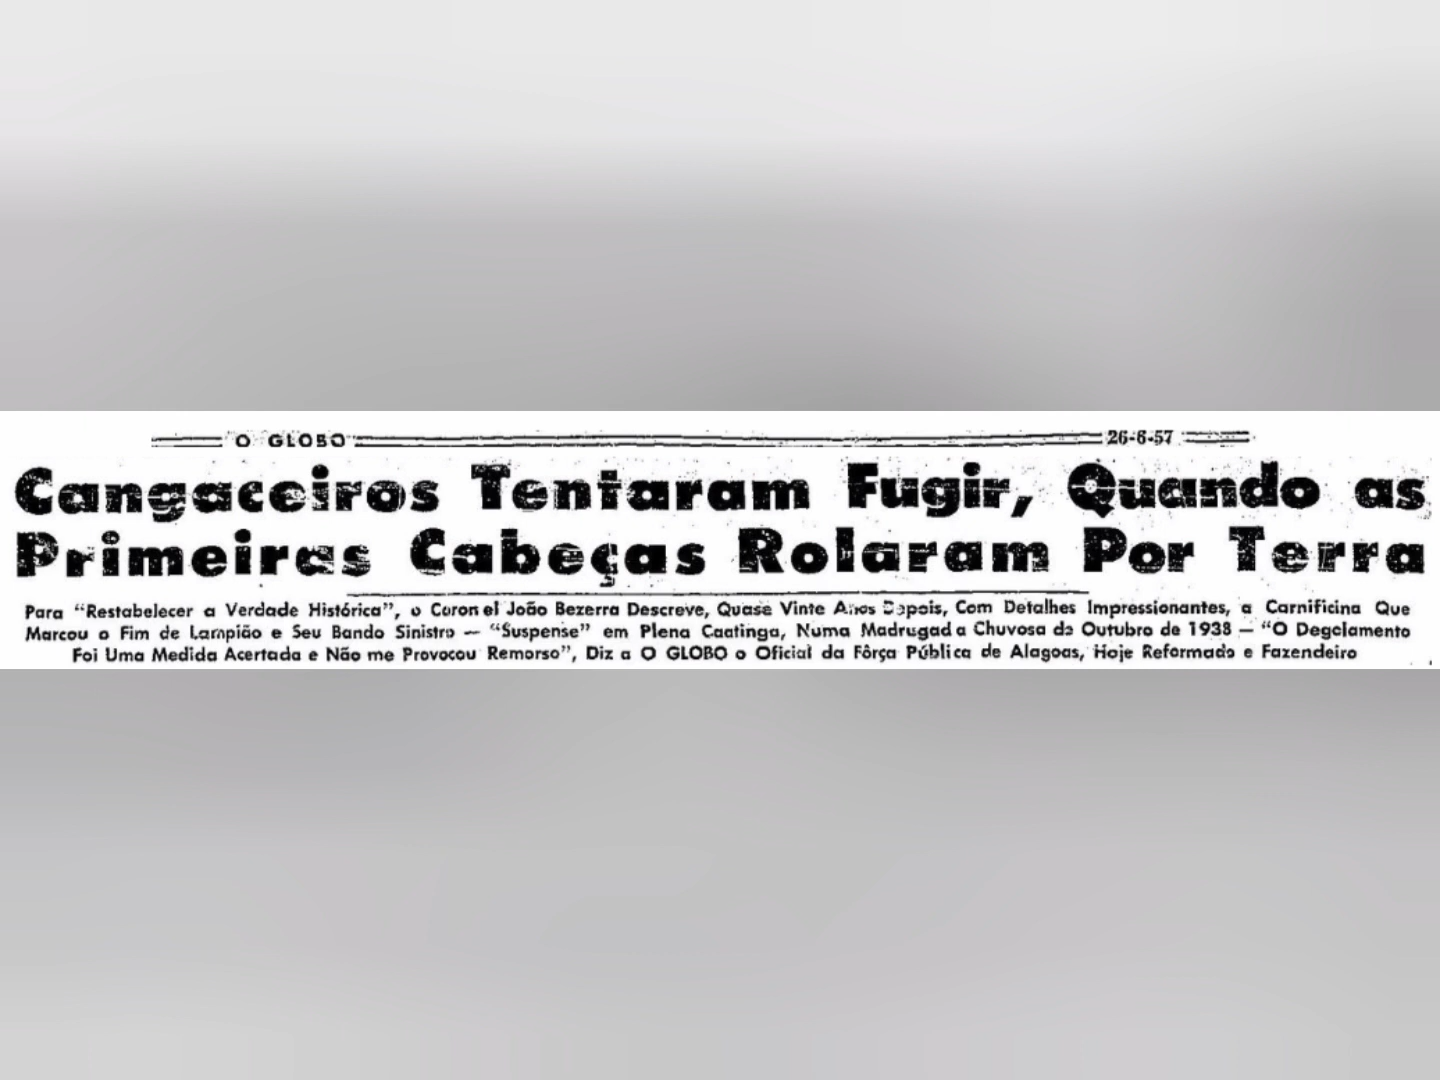 O GLOBO 26-6-57
Cangaceiros Tentaram Fugir, Quando as
Primeiras Cabeças Rolaram Por Terra
Para "Restabelecer a Verdade Histórica", o Coronel João Bezerra Descreve, Quase Vinte Anos Depois, Com Detalhes Impressionantes, a Carnificina Que
Marcou o Fim de Lampião e Seu Bando Sinistro — "Suspense" em Plena Caatinga, Numa Madrugada Chuvosa de Outubro de 1938 — "O Degolamento
Foi Uma Medida Acertada e Não me Provocou Remorso", Diz a O GLOBO o Oficial da Fôrça Pública de Alagoas, Hoje Reformado e Fazendeiro